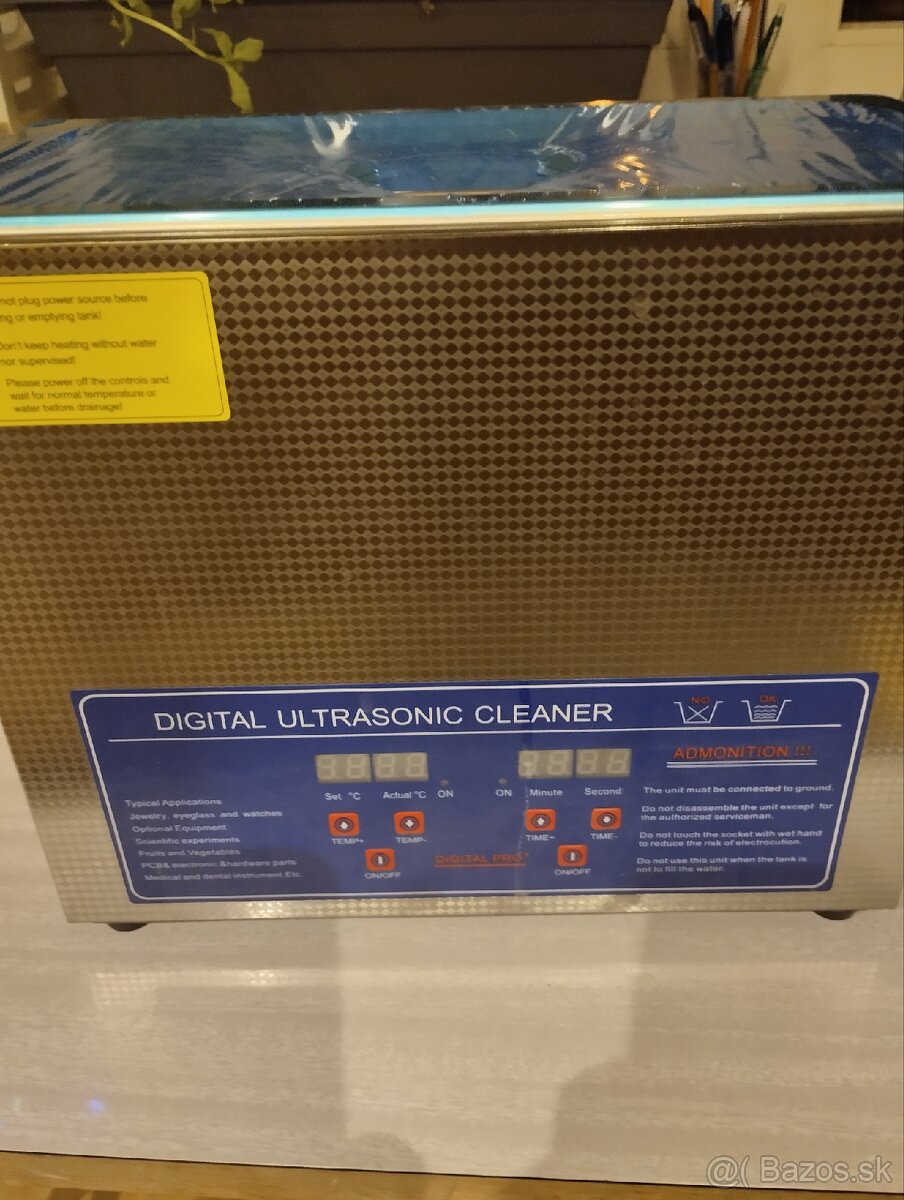 not plug power source before
ng or emptying tank!
Don't keep heating without water
nor supervised!
Please power off the controls and
wait for normal temperature or
water before drainage!
DIGITAL ULTRASONIC CLEANER
NO OK
ADMONITION !!!
Set °C Actual °C ON ON Minute Second
The unit must be connected to ground.
Do not disassemble the unit except for
the authorized serviceman.
Do not touch the socket with wet hand
to reduce the risk of electrocution.
Do not use this unit when the tank is
not to fill the water.
Typical Applications
Jewelry, eyeglass and watches
Optional Equipment
Scientific experiments
Fruits and Vegetables
PCB& electronic &hardware parts
Medical and dental instrument Etc.
TEMP+ TEMP- TIME+ TIME-
DIGITAL PRO+
ON/OFF ON/OFF
@( Bazos.sk